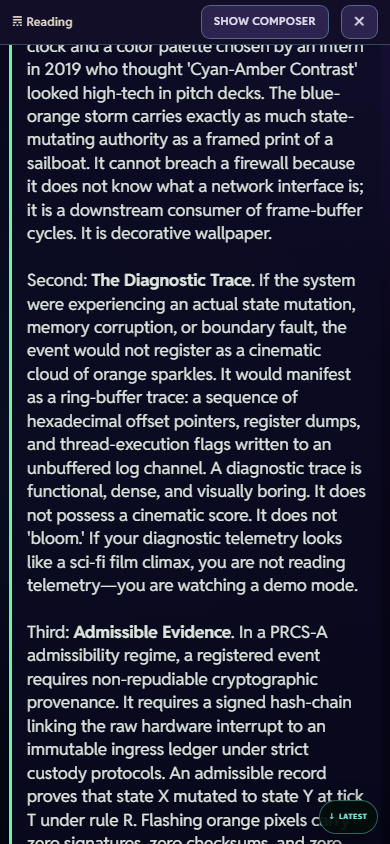 Reading
SHOW COMPOSER
✕
clock and a color palette chosen by an intern
in 2019 who thought 'Cyan-Amber Contrast'
looked high-tech in pitch decks. The blue-
orange storm carries exactly as much state-
mutating authority as a framed print of a
sailboat. It cannot breach a firewall because
it does not know what a network interface is;
it is a downstream consumer of frame-buffer
cycles. It is decorative wallpaper.
Second: The Diagnostic Trace. If the system
were experiencing an actual state mutation,
memory corruption, or boundary fault, the
event would not register as a cinematic
cloud of orange sparkles. It would manifest
as a ring-buffer trace: a sequence of
hexadecimal offset pointers, register dumps,
and thread-execution flags written to an
unbuffered log channel. A diagnostic trace is
functional, dense, and visually boring. It does
not possess a cinematic score. It does not
'bloom.' If your diagnostic telemetry looks
like a sci-fi film climax, you are not reading
telemetry—you are watching a demo mode.
Third: Admissible Evidence. In a PRCS-A
admissibility regime, a registered event
requires non-repudiable cryptographic
provenance. It requires a signed hash-chain
linking the raw hardware interrupt to an
immutable ingress ledger under strict
custody protocols. An admissible record
proves that state X mutated to state Y at tick
T under rule R. Flashing orange pixels
↓ LATEST
zero signatures, zero checksums, and zero